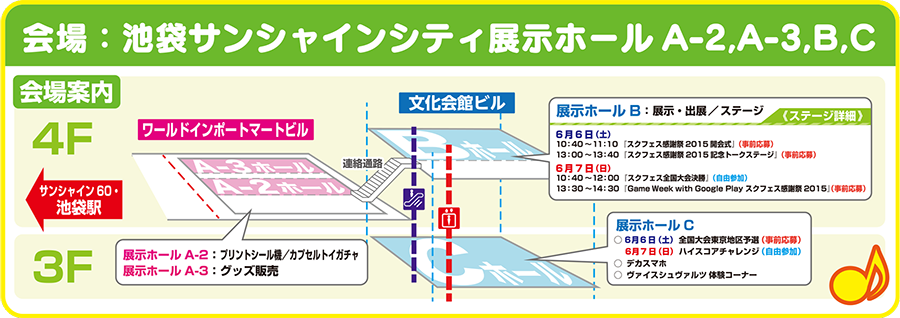 会場：池袋サンシャインシティ展示ホール A-2,A-3,B,C
会場案内
4F
ワールドインポートマートビル
文化会館ビル
A-3ホール
A-2ホール
連絡通路
Bホール
サンシャイン60・
池袋駅
展示ホール B：展示・出展／ステージ
《ステージ詳細》
6月6日（土）
10:40～11:10 『スクフェス感謝祭2015開会式』（事前応募）
13:00～13:40 『スクフェス感謝祭2015記念トークステージ』（事前応募）
6月7日（日）
10:40～12:00 『スクフェス全国大会決勝』（自由参加）
13:30～14:30 『Game Week with Google Play スクフェス感謝祭2015』（事前応募）
3F
展示ホール A-2：プリントシール機／カプセルトイガチャ
展示ホール A-3：グッズ販売
Cホール
展示ホール C
○ 6月6日（土） 全国大会東京地区予選（事前応募）
6月7日（日） ハイスコアチャレンジ（自由参加）
○ デカスマホ
○ ヴァイスシュヴァルツ 体験コーナー